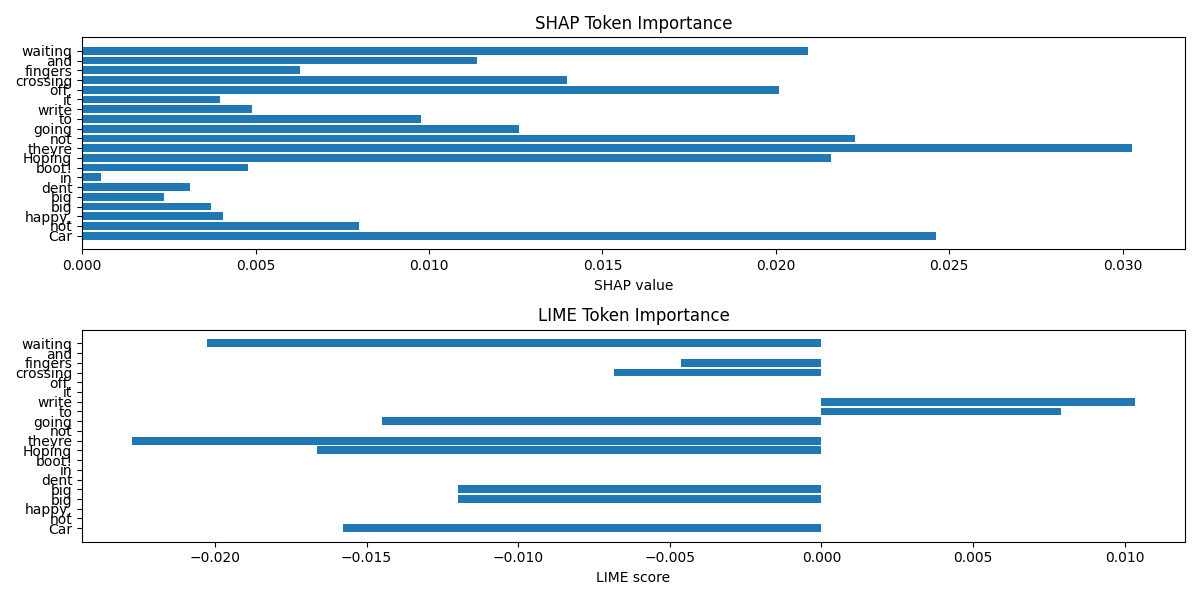 SHAP Token Importance
waiting
and
fingers
crossing
off,
it
write
to
going
not
theyre
Hoping
boot!
in
dent
big
big
happy,
not
Car
0.000 0.005 0.010 0.015 0.020 0.025 0.030
SHAP value
LIME Token Importance
waiting
and
fingers
crossing
off,
it
write
to
going
not
theyre
Hoping
boot!
in
dent
big
big
happy,
not
Car
−0.020 −0.015 −0.010 −0.005 0.000 0.005 0.010
LIME score